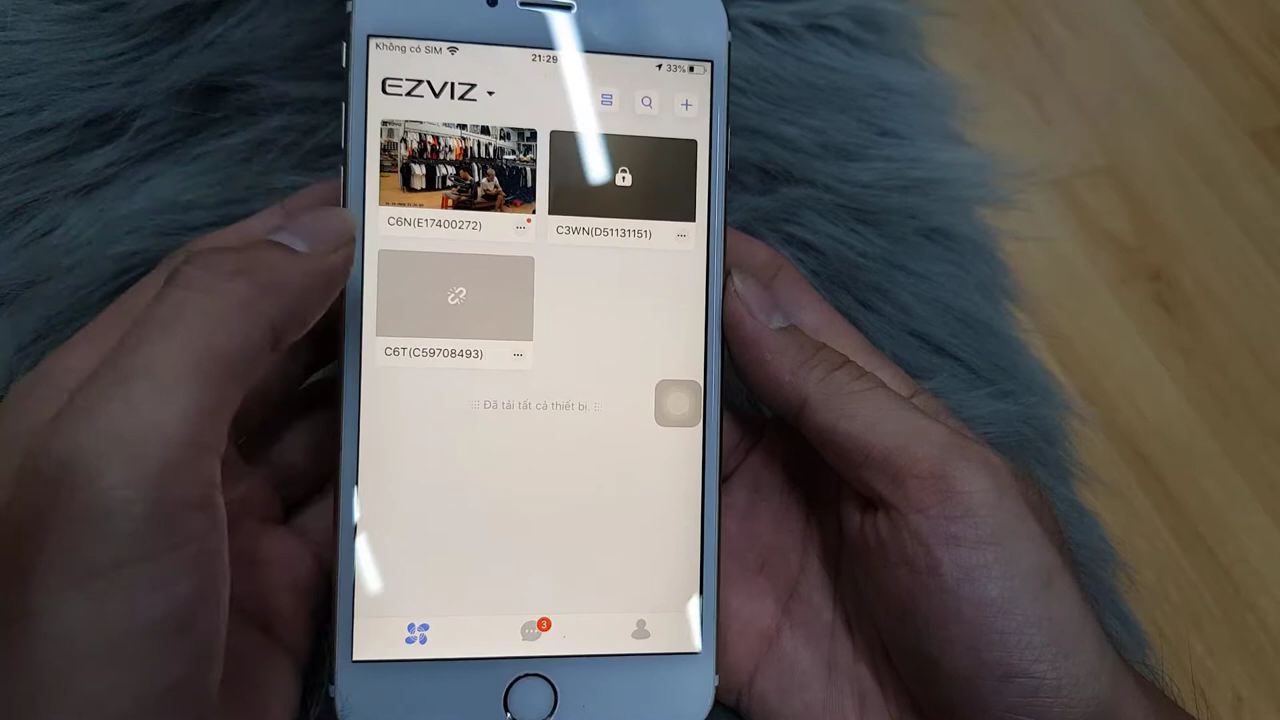 Không có SIM
21:29
33%
EZVIZ
C6N(E17400272)
C3WN(D51131151)
C6T(C59708493)
Đã tải tất cả thiết bị.
3